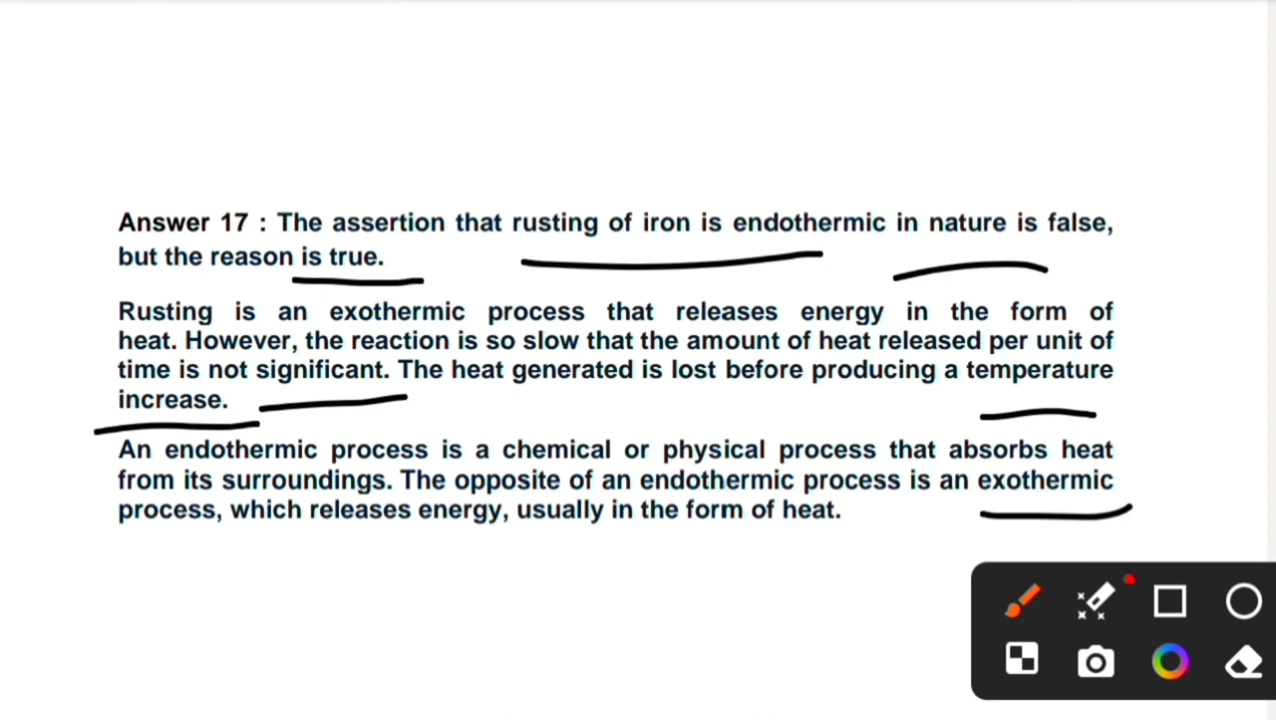 Answer 17 : The assertion that rusting of iron is endothermic in nature is false,
but the reason is true.
Rusting is an exothermic process that releases energy in the form of
heat. However, the reaction is so slow that the amount of heat released per unit of
time is not significant. The heat generated is lost before producing a temperature
increase.
An endothermic process is a chemical or physical process that absorbs heat
from its surroundings. The opposite of an endothermic process is an exothermic
process, which releases energy, usually in the form of heat.